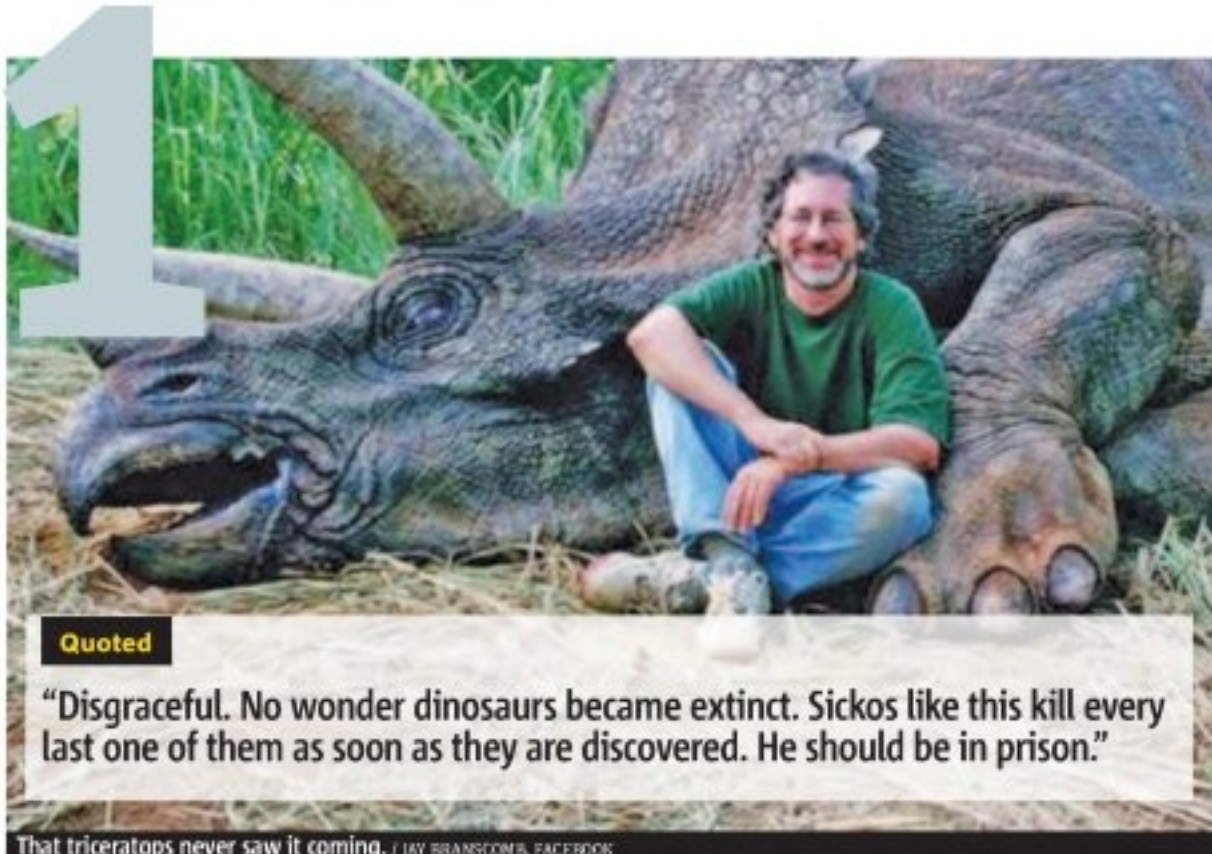 1
Quoted
“Disgraceful. No wonder dinosaurs became extinct. Sickos like this kill every
last one of them as soon as they are discovered. He should be in prison.”
That triceratops never saw it coming. / JAY BRANSCOMB, FACEBOOK